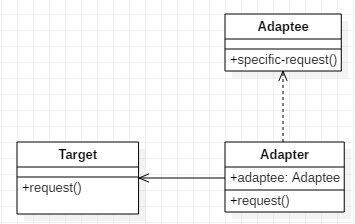 Adaptee
+specific-request()
Target
+request()
Adapter
+adaptee: Adaptee
+request()